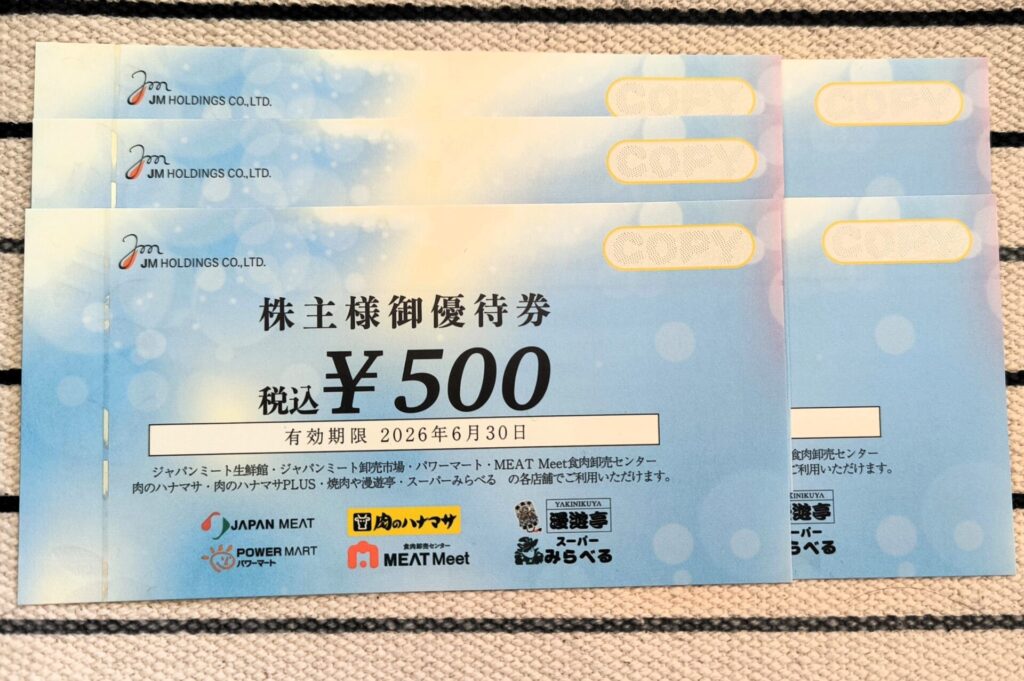 JM HOLDINGS CO.,LTD.
COPY
COPY
JM HOLDINGS CO.,LTD.
COPY
JM HOLDINGS CO.,LTD.
COPY
COPY
株主様御優待券
税込¥500
有効期限 2026年6月30日
ジャパンミート生鮮館・ジャパンミート卸売市場・パワーマート・MEAT Meet食肉卸売センター
肉のハナマサ・肉のハナマサPLUS・焼肉や漫遊亭・スーパーみらべる の各店舗でご利用いただけます。
食肉卸売センター
ご利用いただけます。
JAPAN MEAT
肉のハナマサ
YAKINIKUYA
漫遊亭
POWER MART
パワーマート
食肉卸売センター
MEAT Meet
スーパー
みらべる
YAKINIKUYA
漫遊亭
ーパー
らべる